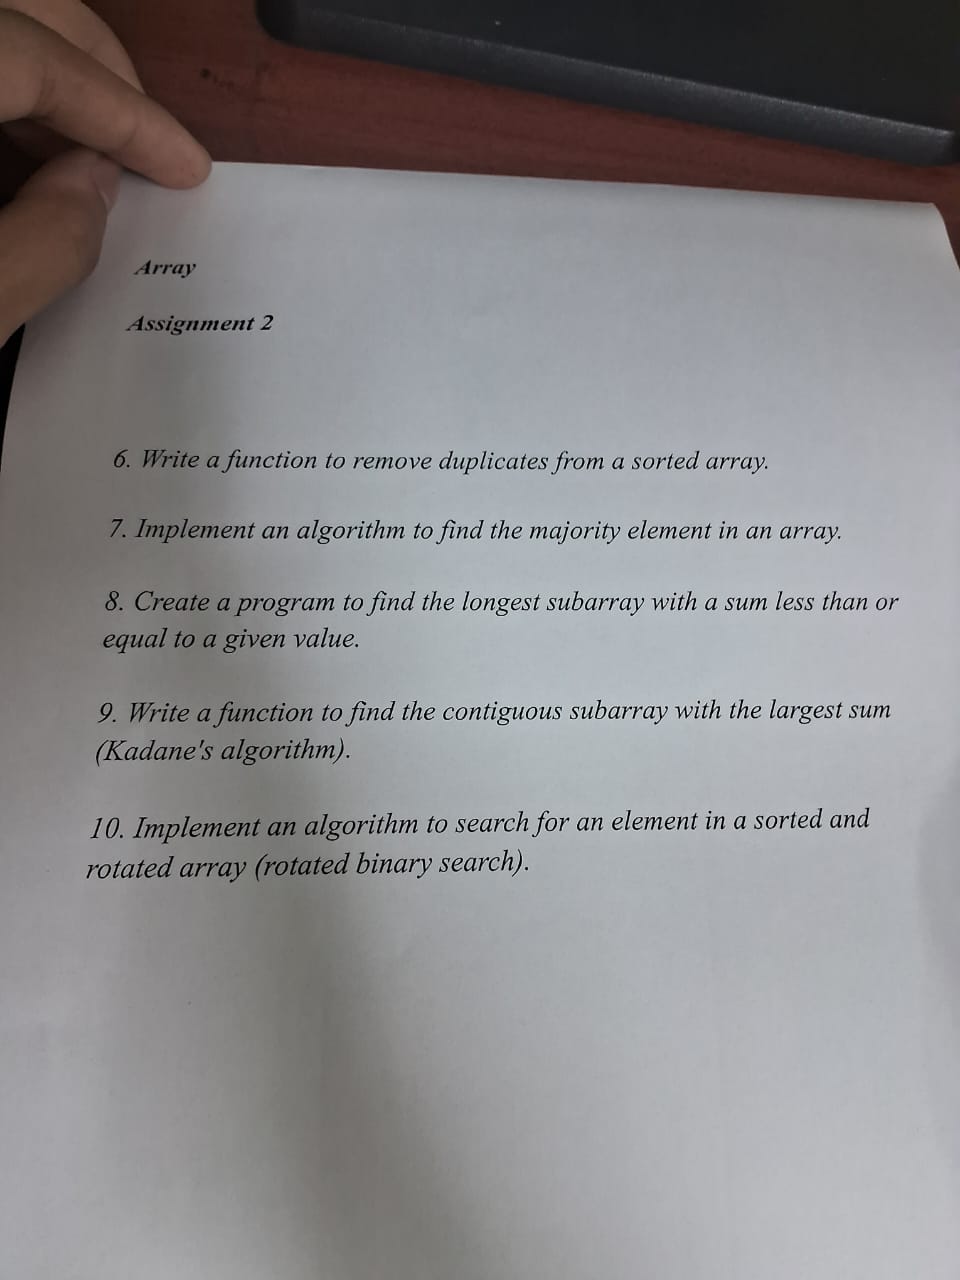 Array
Assignment 2
6. Write a function to remove duplicates from a sorted array.
7. Implement an algorithm to find the majority element in an array.
8. Create a program to find the longest subarray with a sum less than or
equal to a given value.
9. Write a function to find the contiguous subarray with the largest sum
(Kadane's algorithm).
10. Implement an algorithm to search for an element in a sorted and
rotated array (rotated binary search).